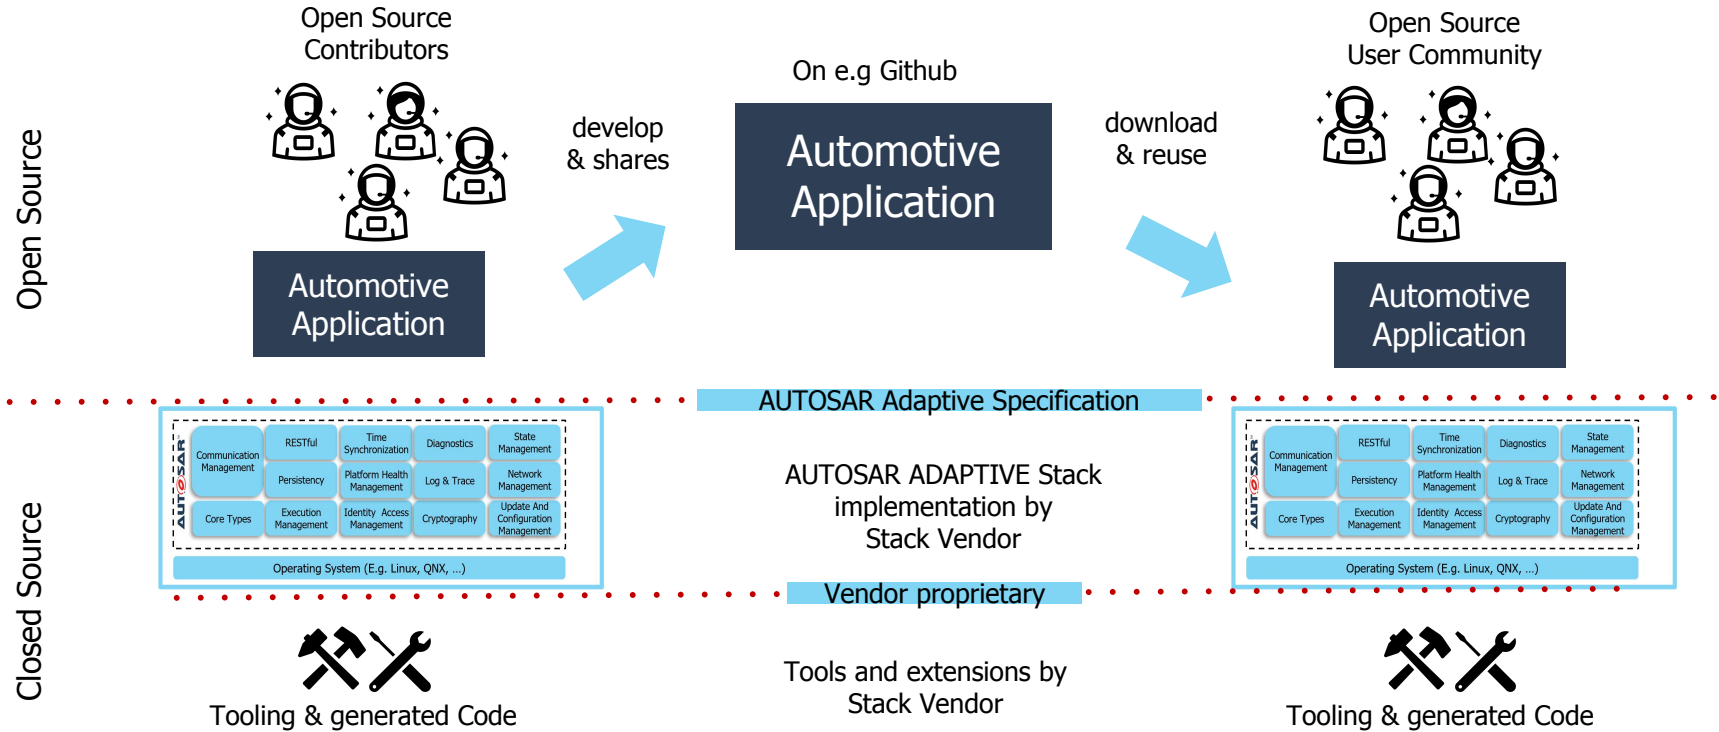 Open Source
Contributors
On e.g Github
Open Source
User Community
develop
& shares
download
& reuse
Automotive
Application
Automotive
Application
Automotive
Application
Open Source
AUTOSAR Adaptive Specification
AUTOSAR
Communication
Management
RESTful
Time
Synchronization
Diagnostics
State
Management
Persistency
Platform Health
Management
Log & Trace
Network
Management
Core Types
Execution
Management
Identity Access
Management
Cryptography
Update And
Configuration
Management
Operating System (E.g. Linux, QNX, ...)
AUTOSAR ADAPTIVE Stack
implementation by
Stack Vendor
AUTOSAR
Communication
Management
RESTful
Time
Synchronization
Diagnostics
State
Management
Persistency
Platform Health
Management
Log & Trace
Network
Management
Core Types
Execution
Management
Identity Access
Management
Cryptography
Update And
Configuration
Management
Operating System (E.g. Linux, QNX, ...)
Closed Source
Vendor proprietary
Tooling & generated Code
Tools and extensions by
Stack Vendor
Tooling & generated Code